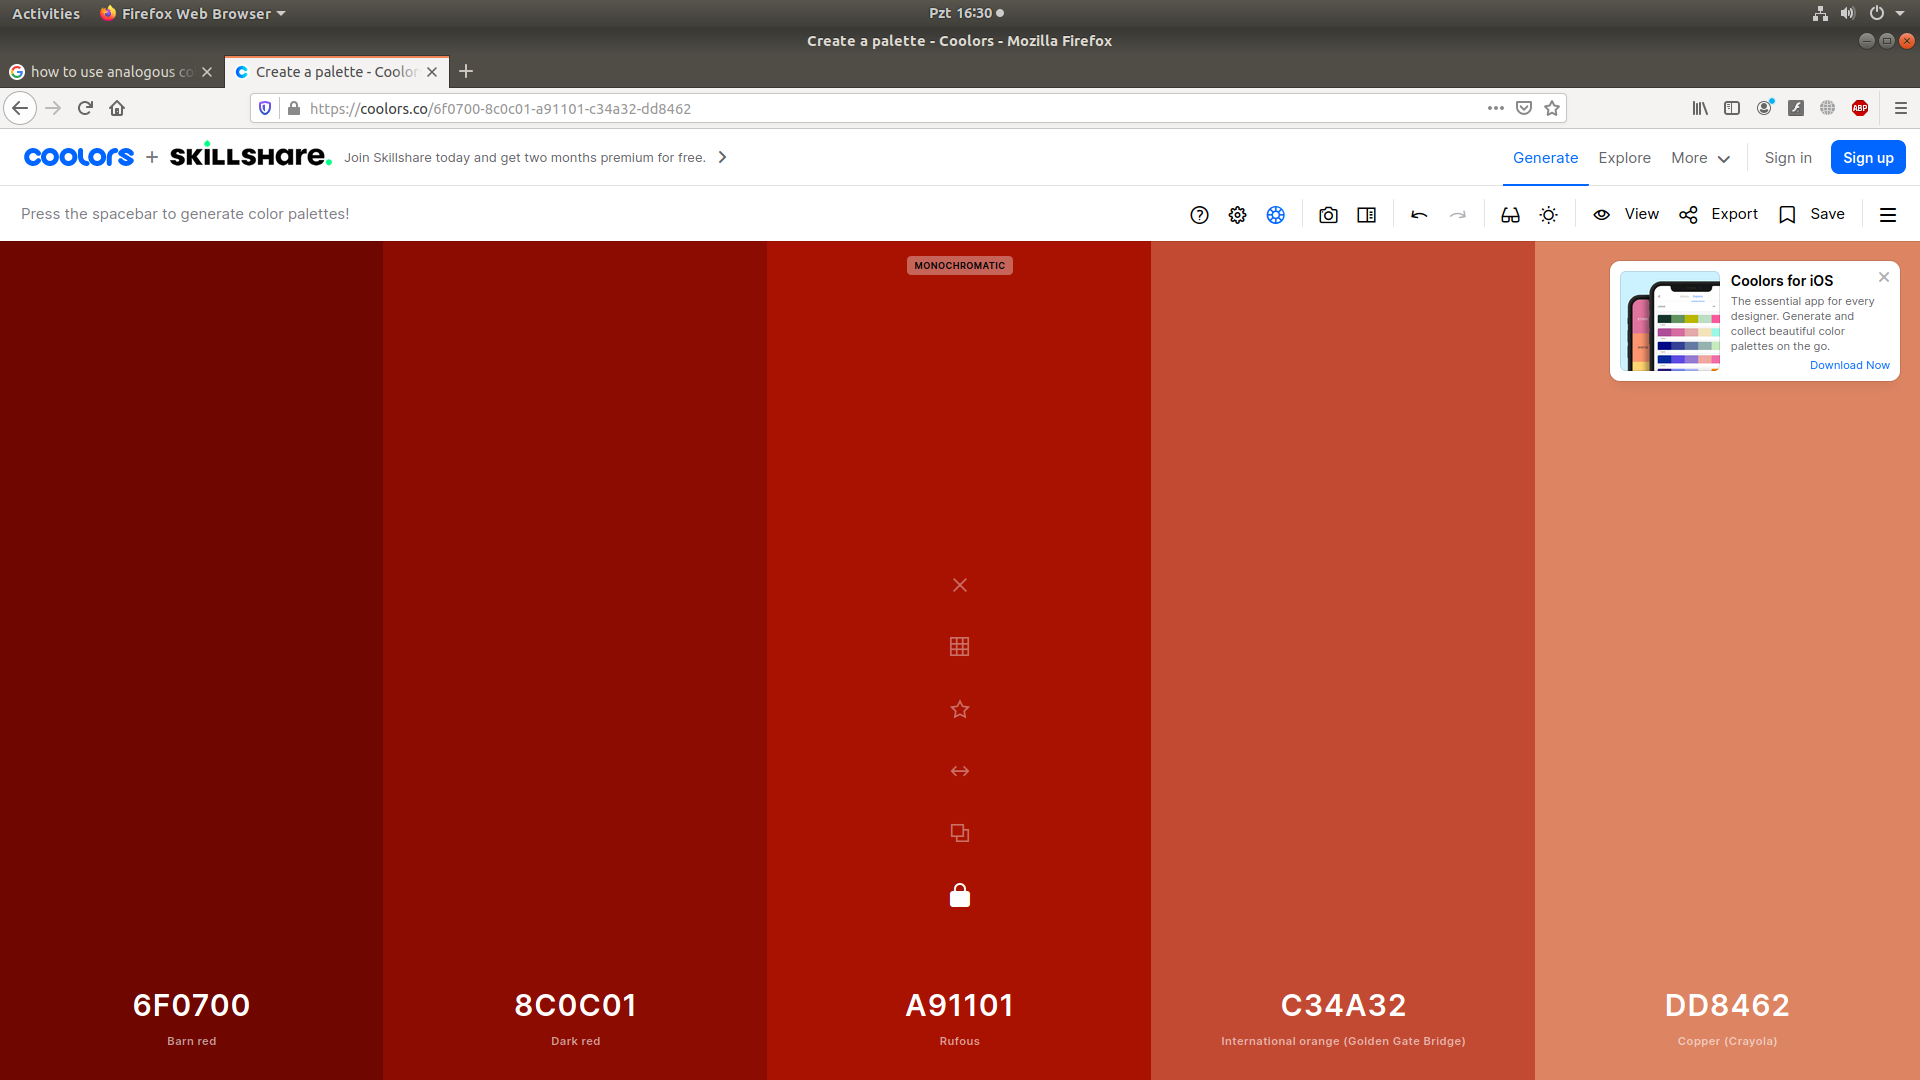 Activities
Firefox Web Browser
Pzt 16:30
Create a palette - Coolors - Mozilla Firefox
how to use analogous co
Create a palette - Coolor
https://coolors.co/6f0700-8c0c01-a91101-c34a32-dd8462
ABP
coolors + SKILLSHARE.
Join Skillshare today and get two months premium for free.
Generate
Explore
More
Sign in
Sign up
Press the spacebar to generate color palettes!
View
Export
Save
MONOCHROMATIC
Coolors for iOS
The essential app for every
designer. Generate and
collect beautiful color
palettes on the go.
Download Now
6F0700
Barn red
8C0C01
Dark red
A91101
Rufous
C34A32
International orange (Golden Gate Bridge)
DD8462
Copper (Crayola)